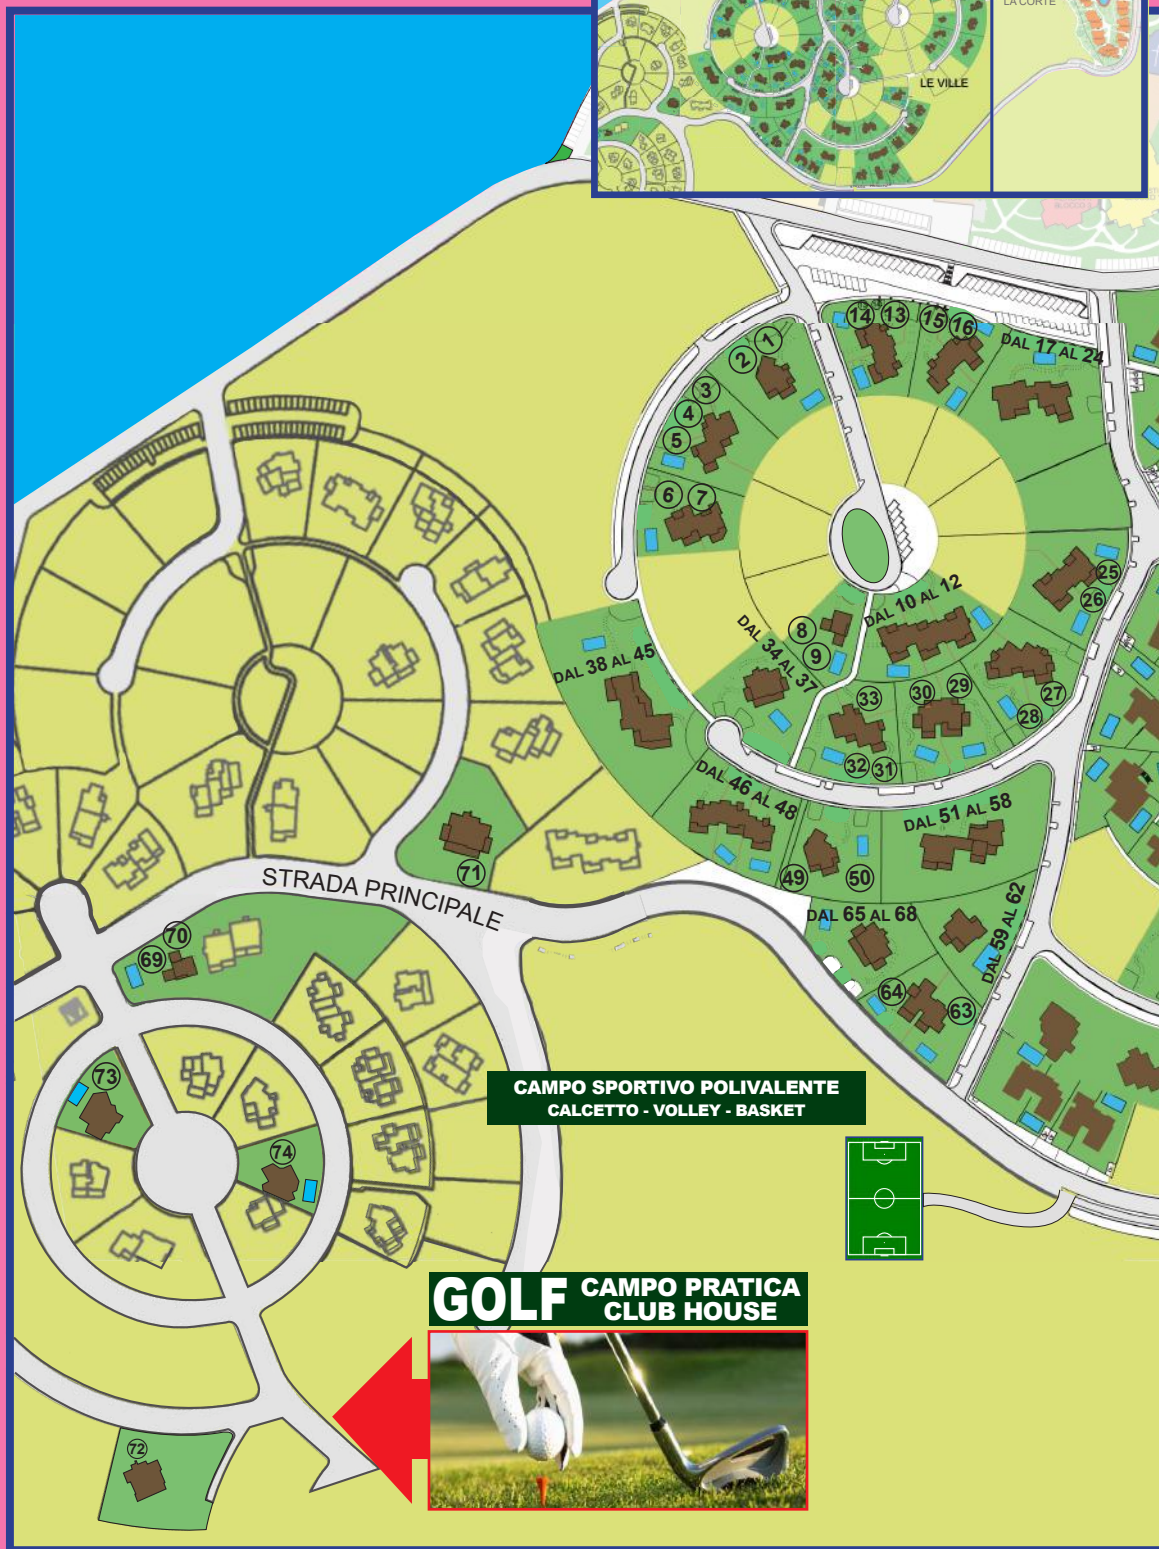 LA CORTE
LE VILLE
14
13
15
16
DAL 17 AL 24
1
2
3
4
5
6
7
25
26
DAL 10 AL 12
8
9
DAL 34 AL 37
DAL 38 AL 45
33
30
29
27
28
32
31
DAL 46 AL 48
DAL 51 AL 58
49
50
71
STRADA PRINCIPALE
DAL 65 AL 68
DAL 59 AL 62
70
69
64
63
73
CAMPO SPORTIVO POLIVALENTE
CALCETTO - VOLLEY - BASKET
74
GOLF CAMPO PRATICA
CLUB HOUSE
72